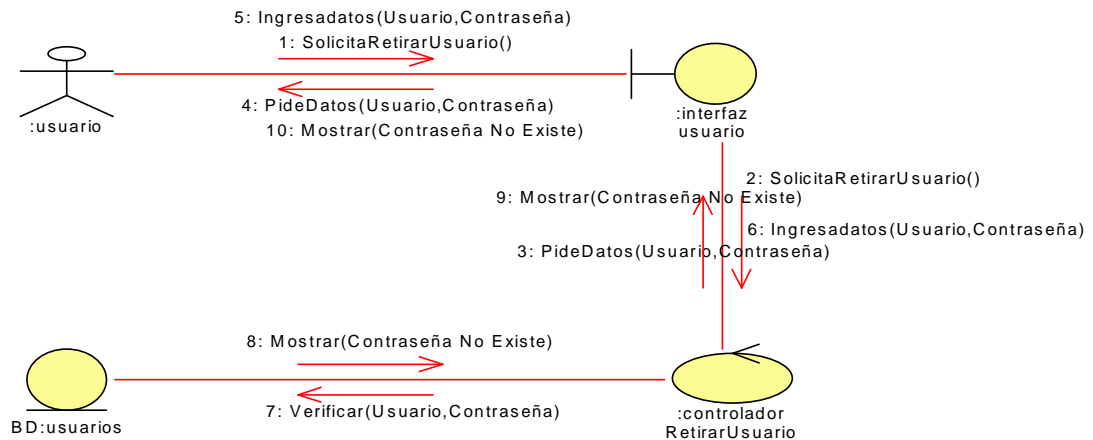 5: Ingresadatos(Usuario,Contraseña)
1: SolicitaRetirarUsuario()
4: PideDatos(Usuario,Contraseña)
10: Mostrar(Contraseña No Existe)
:usuario
:interfaz
usuario
2: SolicitaRetirarUsuario()
9: Mostrar(Contraseña No Existe)
6: Ingresadatos(Usuario,Contraseña)
3: PideDatos(Usuario,Contraseña)
8: Mostrar(Contraseña No Existe)
7: Verificar(Usuario,Contraseña)
BD:usuarios
:controlador
RetirarUsuario